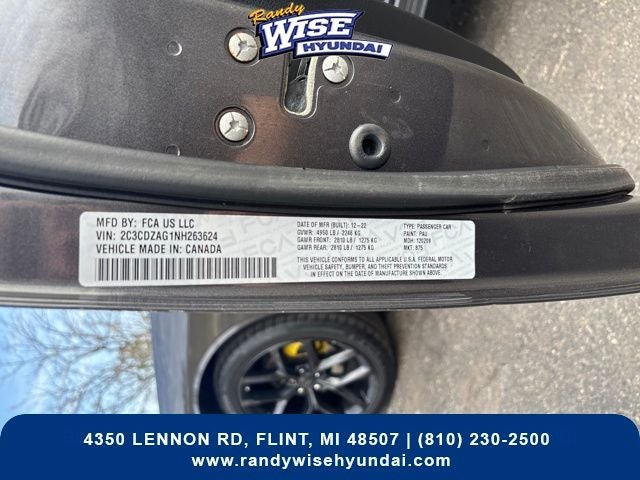 Randy
WISE
HYUNDAI
MFD BY: FCA US LLC
VIN: 2C3CDZAG1NH263624
VEHICLE MADE IN: CANADA
DATE OF MFR (BUILT): 12-22
GVWR: 4950 LB / 2246 KG
GAWR FRONT: 2810 LB / 1275 KG
GAWR REAR: 2810 LB / 1275 KG
TYPE: PASSENGER CAR
PAINT: PAU
MDH: 120209
MKT: 875
THIS VEHICLE CONFORMS TO ALL APPLICABLE U.S.A. FEDERAL MOTOR
VEHICLE SAFETY, BUMPER, AND THEFT PREVENTION STANDARDS
IN EFFECT ON THE DATE OF MANUFACTURE SHOWN ABOVE.
4350 LENNON RD, FLINT, MI 48507 | (810) 230-2500
www.randywisehyundai.com